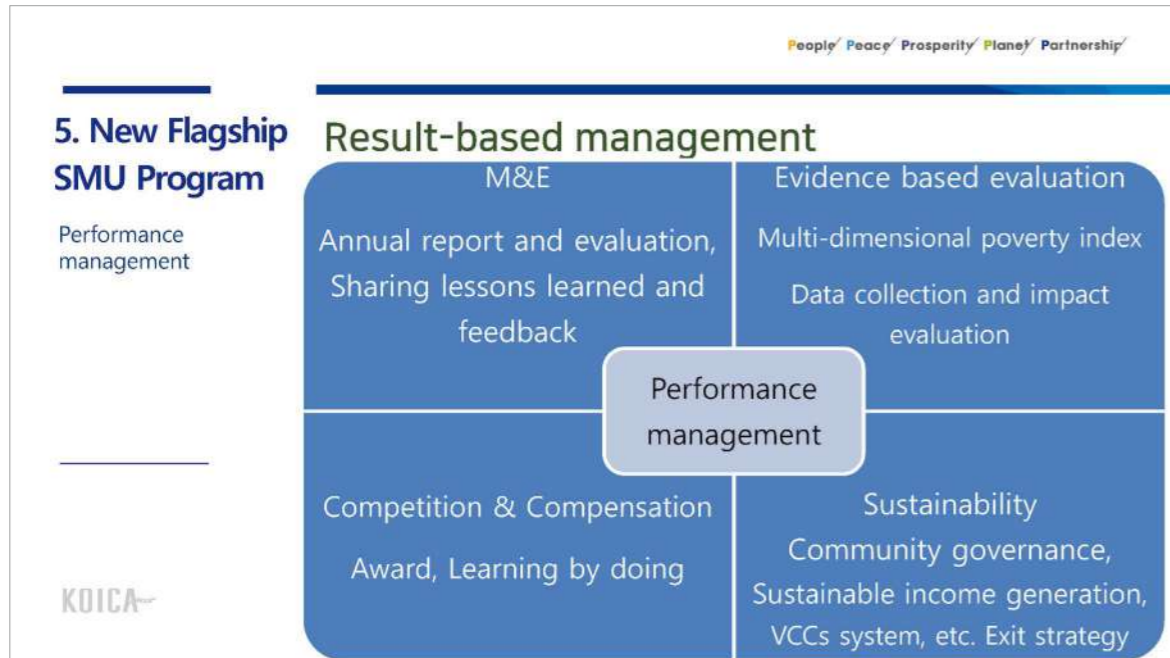 People Peace Prosperity Planet Partnership
5. New Flagship
SMU Program
Performance
management
Result-based management
M&E
Annual report and evaluation,
Sharing lessons learned and
feedback
Evidence based evaluation
Multi-dimensional poverty index
Data collection and impact
evaluation
Performance
management
Competition & Compensation
Award, Learning by doing
Sustainability
Community governance,
Sustainable income generation,
VCCs system, etc. Exit strategy
KOICA